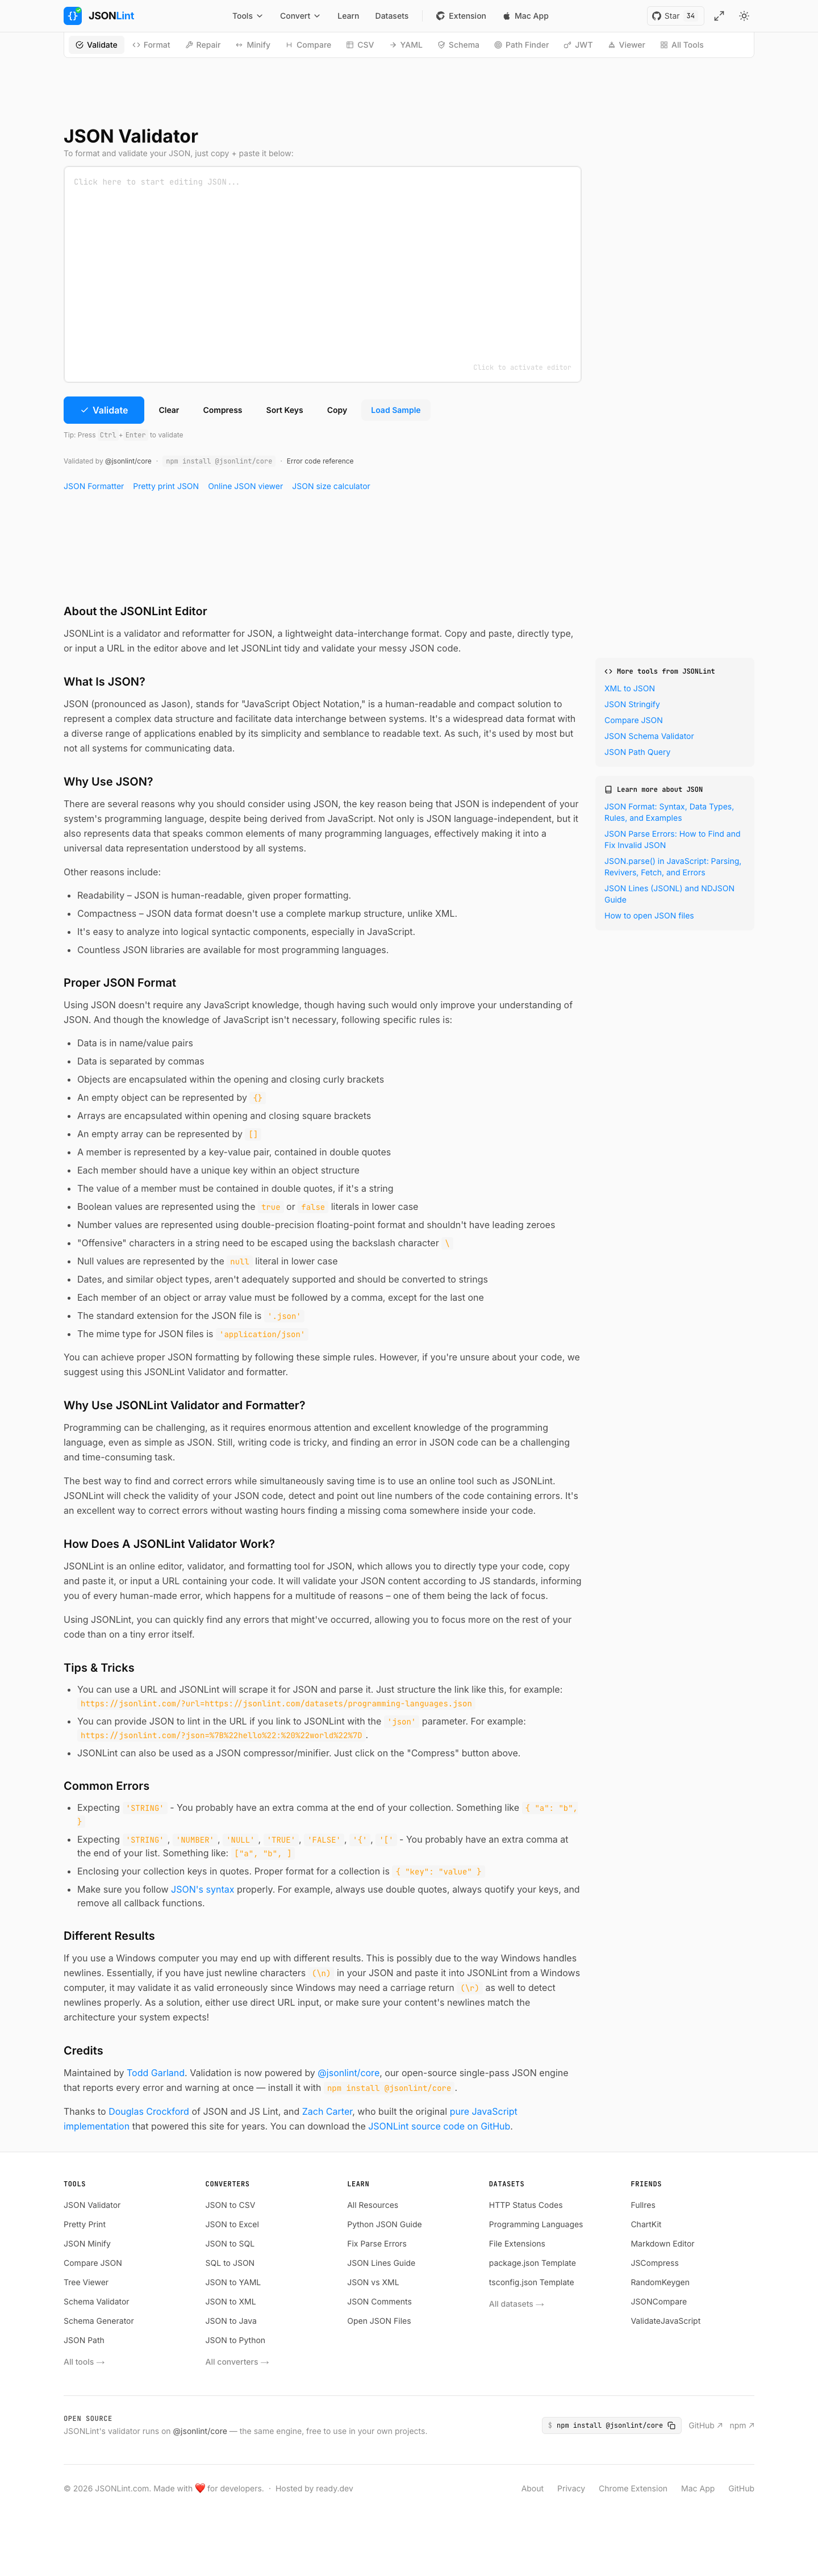 JSONLint
Tools
Convert
Learn
Datasets
Extension
Mac App
Star 34
Validate
Format
Repair
Minify
Compare
CSV
YAML
Schema
Path Finder
JWT
Viewer
All Tools
JSON Validator
To format and validate your JSON, just copy + paste it below:
Click here to start editing JSON...
Click to activate editor
Validate
Clear
Compress
Sort Keys
Copy
Load Sample
Tip: Press Ctrl + Enter to validate
Validated by @jsonlint/core · npm install @jsonlint/core · Error code reference
JSON Formatter Pretty print JSON Online JSON viewer JSON size calculator
About the JSONLint Editor
JSONLint is a validator and reformatter for JSON, a lightweight data-interchange format. Copy and paste, directly type,
or input a URL in the editor above and let JSONLint tidy and validate your messy JSON code.
What Is JSON?
JSON (pronounced as Jason), stands for "JavaScript Object Notation," is a human-readable and compact solution to
represent a complex data structure and facilitate data interchange between systems. It's a widespread data format with
a diverse range of applications enabled by its simplicity and semblance to readable text. As such, it's used by most but
not all systems for communicating data.
Why Use JSON?
There are several reasons why you should consider using JSON, the key reason being that JSON is independent of your
system's programming language, despite being derived from JavaScript. Not only is JSON language-independent, but it
also represents data that speaks common elements of many programming languages, effectively making it into a
universal data representation understood by all systems.
Other reasons include:
• Readability – JSON is human-readable, given proper formatting.
• Compactness – JSON data format doesn't use a complete markup structure, unlike XML.
• It's easy to analyze into logical syntactic components, especially in JavaScript.
• Countless JSON libraries are available for most programming languages.
Proper JSON Format
Using JSON doesn't require any JavaScript knowledge, though having such would only improve your understanding of
JSON. And though the knowledge of JavaScript isn't necessary, following specific rules is:
• Data is in name/value pairs
• Data is separated by commas
• Objects are encapsulated within the opening and closing curly brackets
• An empty object can be represented by {}
• Arrays are encapsulated within opening and closing square brackets
• An empty array can be represented by []
• A member is represented by a key-value pair, contained in double quotes
• Each member should have a unique key within an object structure
• The value of a member must be contained in double quotes, if it's a string
• Boolean values are represented using the true or false literals in lower case
• Number values are represented using double-precision floating-point format and shouldn't have leading zeroes
• "Offensive" characters in a string need to be escaped using the backslash character \
• Null values are represented by the null literal in lower case
• Dates, and similar object types, aren't adequately supported and should be converted to strings
• Each member of an object or array value must be followed by a comma, except for the last one
• The standard extension for the JSON file is '.json'
• The mime type for JSON files is 'application/json'
You can achieve proper JSON formatting by following these simple rules. However, if you're unsure about your code, we
suggest using this JSONLint Validator and formatter.
Why Use JSONLint Validator and Formatter?
Programming can be challenging, as it requires enormous attention and excellent knowledge of the programming
language, even as simple as JSON. Still, writing code is tricky, and finding an error in JSON code can be a challenging
and time-consuming task.
The best way to find and correct errors while simultaneously saving time is to use an online tool such as JSONLint.
JSONLint will check the validity of your JSON code, detect and point out line numbers of the code containing errors. It's
an excellent way to correct errors without wasting hours finding a missing coma somewhere inside your code.
How Does A JSONLint Validator Work?
JSONLint is an online editor, validator, and formatting tool for JSON, which allows you to directly type your code, copy
and paste it, or input a URL containing your code. It will validate your JSON content according to JS standards, informing
you of every human-made error, which happens for a multitude of reasons – one of them being the lack of focus.
Using JSONLint, you can quickly find any errors that might've occurred, allowing you to focus more on the rest of your
code than on a tiny error itself.
Tips & Tricks
• You can use a URL and JSONLint will scrape it for JSON and parse it. Just structure the link like this, for example:
https://jsonlint.com/?url=https://jsonlint.com/datasets/programming-languages.json
• You can provide JSON to lint in the URL if you link to JSONLint with the 'json' parameter. For example:
https://jsonlint.com/?json=%7B%22hello%22:%20%22world%22%7D .
• JSONLint can also be used as a JSON compressor/minifier. Just click on the "Compress" button above.
Common Errors
• Expecting 'STRING' - You probably have an extra comma at the end of your collection. Something like { "a": "b",
}
• Expecting 'STRING' , 'NUMBER' , 'NULL' , 'TRUE' , 'FALSE' , '{' , '[' - You probably have an extra comma at
the end of your list. Something like: ["a", "b", ]
• Enclosing your collection keys in quotes. Proper format for a collection is { "key": "value" }
• Make sure you follow JSON's syntax properly. For example, always use double quotes, always quotify your keys, and
remove all callback functions.
Different Results
If you use a Windows computer you may end up with different results. This is possibly due to the way Windows handles
newlines. Essentially, if you have just newline characters (\n) in your JSON and paste it into JSONLint from a Windows
computer, it may validate it as valid erroneously since Windows may need a carriage return (\r) as well to detect
newlines properly. As a solution, either use direct URL input, or make sure your content's newlines match the
architecture your system expects!
Credits
Maintained by Todd Garland. Validation is now powered by @jsonlint/core, our open-source single-pass JSON engine
that reports every error and warning at once — install it with npm install @jsonlint/core .
Thanks to Douglas Crockford of JSON and JS Lint, and Zach Carter, who built the original pure JavaScript
implementation that powered this site for years. You can download the JSONLint source code on GitHub.
More tools from JSONLint
XML to JSON
JSON Stringify
Compare JSON
JSON Schema Validator
JSON Path Query
Learn more about JSON
JSON Format: Syntax, Data Types,
Rules, and Examples
JSON Parse Errors: How to Find and
Fix Invalid JSON
JSON.parse() in JavaScript: Parsing,
Revivers, Fetch, and Errors
JSON Lines (JSONL) and NDJSON
Guide
How to open JSON files
TOOLS
JSON Validator
Pretty Print
JSON Minify
Compare JSON
Tree Viewer
Schema Validator
Schema Generator
JSON Path
All tools →
CONVERTERS
JSON to CSV
JSON to Excel
JSON to SQL
SQL to JSON
JSON to YAML
JSON to XML
JSON to Java
JSON to Python
All converters →
LEARN
All Resources
Python JSON Guide
Fix Parse Errors
JSON Lines Guide
JSON vs XML
JSON Comments
Open JSON Files
DATASETS
HTTP Status Codes
Programming Languages
File Extensions
package.json Template
tsconfig.json Template
All datasets →
FRIENDS
Fullres
ChartKit
Markdown Editor
JSCompress
RandomKeygen
JSONCompare
ValidateJavaScript
OPEN SOURCE
JSONLint's validator runs on @jsonlint/core — the same engine, free to use in your own projects.
$ npm install @jsonlint/core
GitHub ↗ npm ↗
© 2026 JSONLint.com. Made with ❤️ for developers. · Hosted by ready.dev
About Privacy Chrome Extension Mac App GitHub